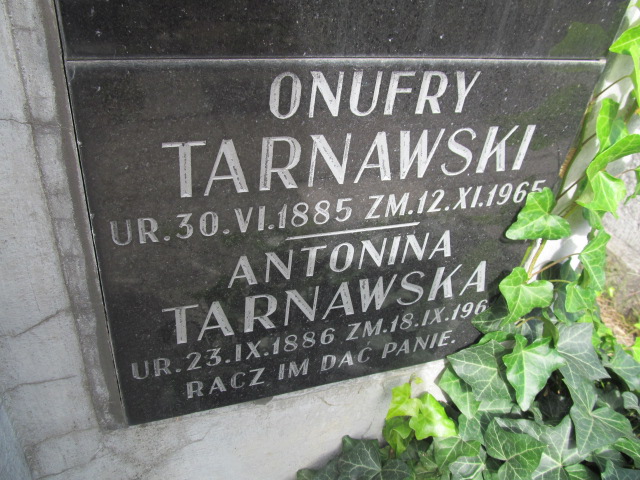 ONUFRY
TARNAWSKI
UR.30.VI.1885 ZM.12.XI.1965
ANTONINA
TARNAWSKA
UR.23.IX.1886 ZM.18.IX.196
RACZ IM DAĆ PANIE.